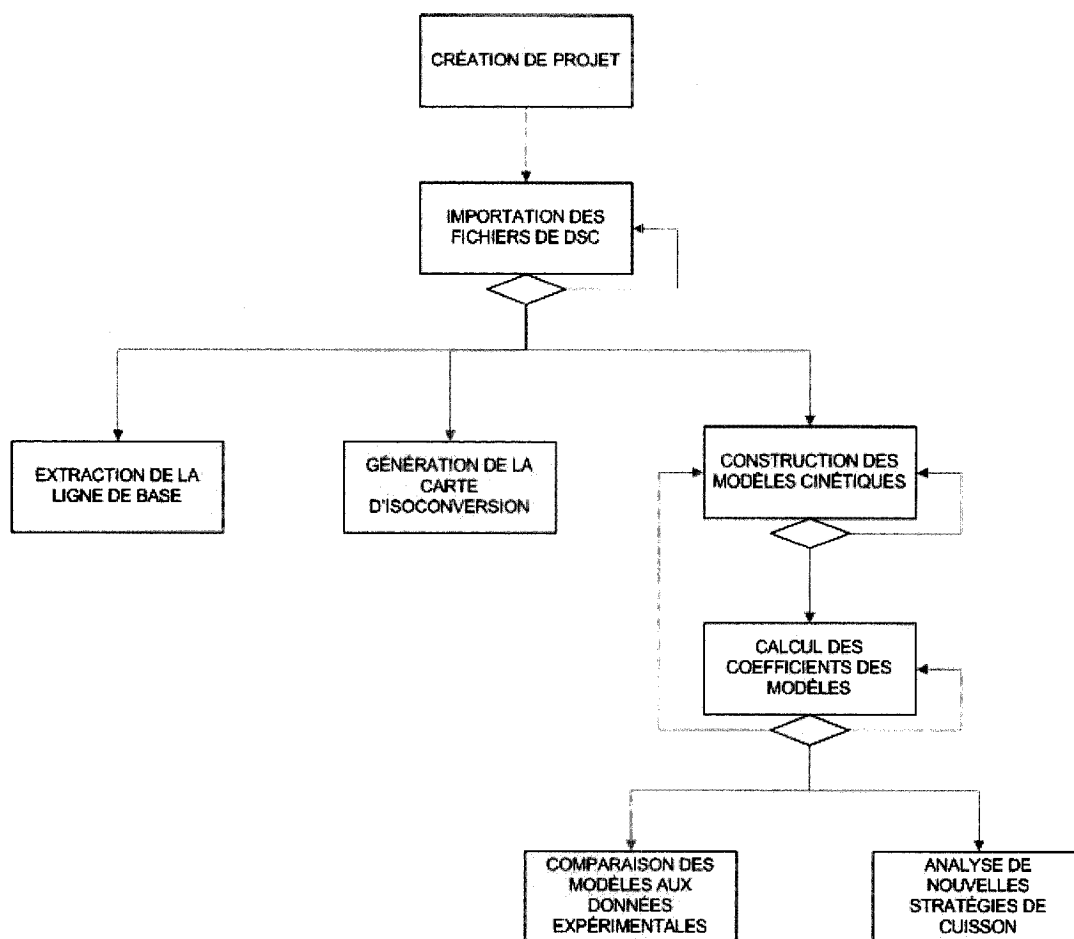 CRÉATION DE PROJET
IMPORTATION DES
FICHIERS DE DSC
EXTRACTION DE LA
LIGNE DE BASE
GÉNÉRATION DE LA
CARTE
D'ISOCONVERSION
CONSTRUCTION DES
MODÈLES CINÉTIQUES
CALCUL DES
COEFFICIENTS DES
MODÈLES
COMPARAISON DES
MODÈLES AUX
DONNÉES
EXPÉRIMENTALES
ANALYSE DE
NOUVELLES
STRATÉGIES DE
CUISSON